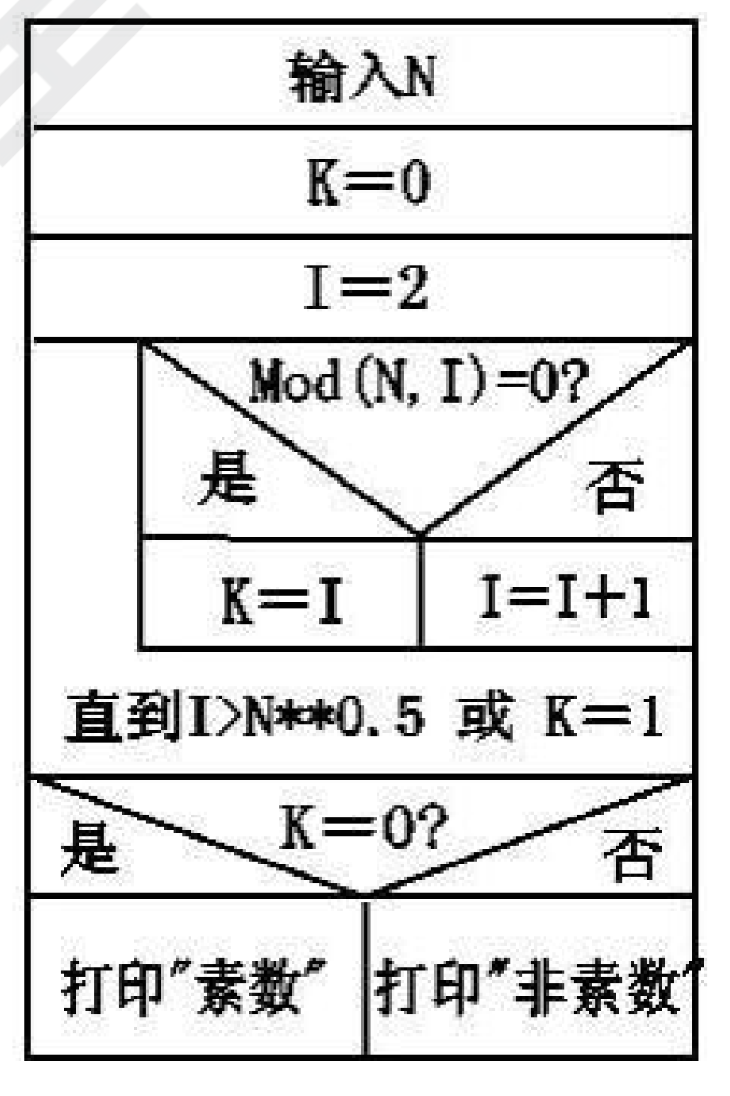 输入N
K=0
I=2
Mod(N,I)=0?
是 否
K=I I=I+1
直到I>N**0.5 或 K=1
K=0?
是 否
打印"素数" 打印"非素数"